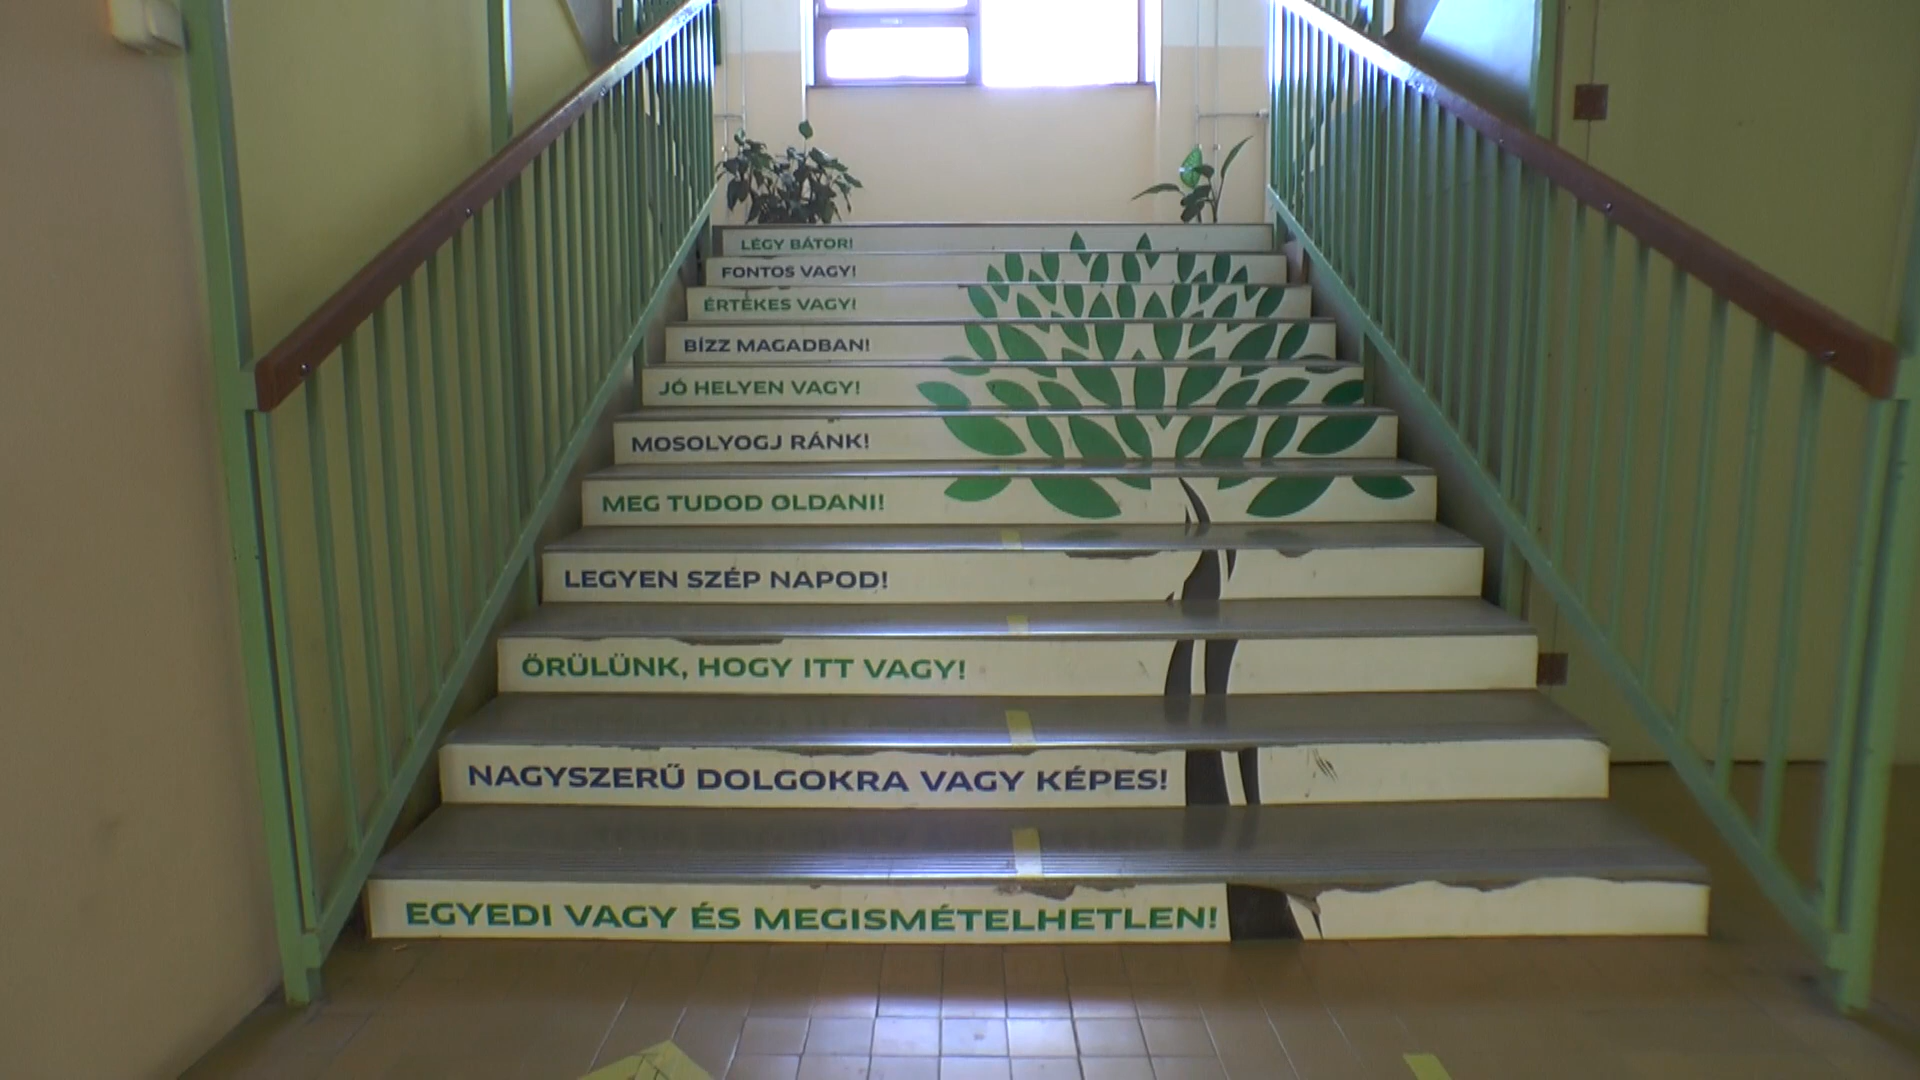 LÉGY BÁTOR!
FONTOS VAGY!
ÉRTÉKES VAGY!
BÍZZ MAGADBAN!
JÓ HELYEN VAGY!
MOSOLYOGJ RÁNK!
MEG TUDOD OLDANI!
LEGYEN SZÉP NAPOD!
ÖRÜLÜNK, HOGY ITT VAGY!
NAGYSZERŰ DOLGOKRA VAGY KÉPES!
EGYEDI VAGY ÉS MEGISMÉTELHETLEN!